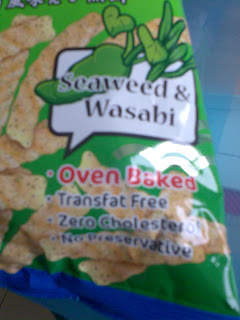 Seaweed &
Wasabi
· Oven Baked
· Transfat Free
· Zero Cholesterol
· No Preservative